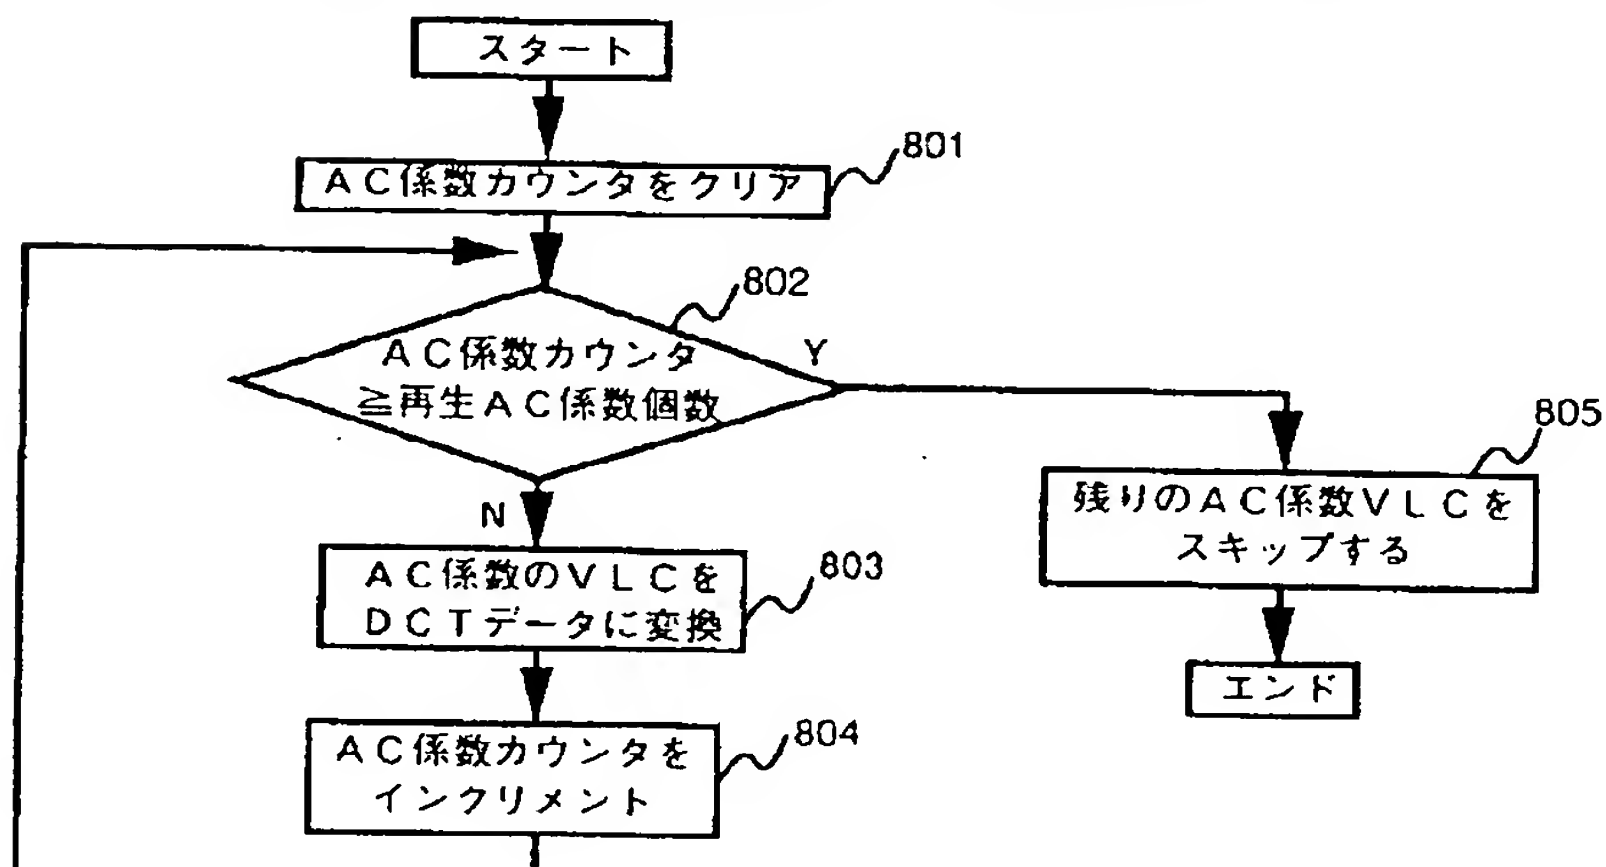 スタート
801
AC係数カウンタをクリア
802
AC係数カウンタ
≧再生AC係数個数
Y
N
803
AC係数のVLCを
DCTデータに変換
804
AC係数カウンタを
インクリメント
805
残りのAC係数VLCを
スキップする
エンド